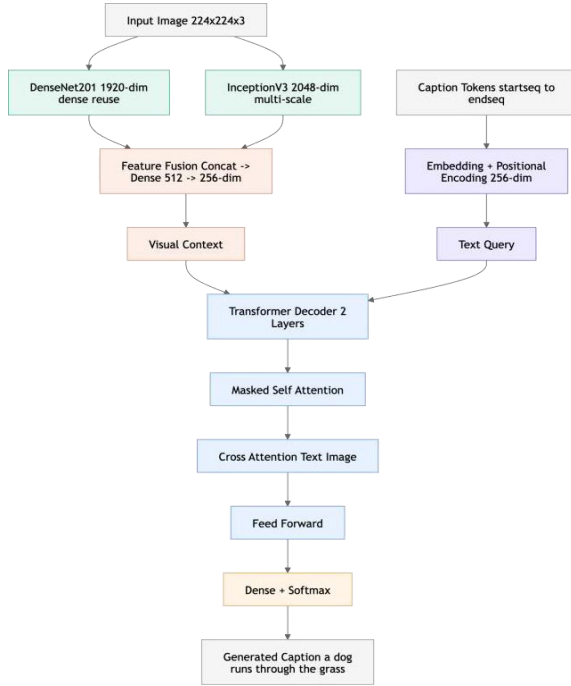 Input Image 224x224x3
DenseNet201 1920-dim
dense reuse
InceptionV3 2048-dim
multi-scale
Caption Tokens startseq to
endseq
Feature Fusion Concat ->
Dense 512 -> 256-dim
Embedding + Positional
Encoding 256-dim
Visual Context
Text Query
Transformer Decoder 2
Layers
Masked Self Attention
Cross Attention Text Image
Feed Forward
Dense + Softmax
Generated Caption a dog
runs through the grass